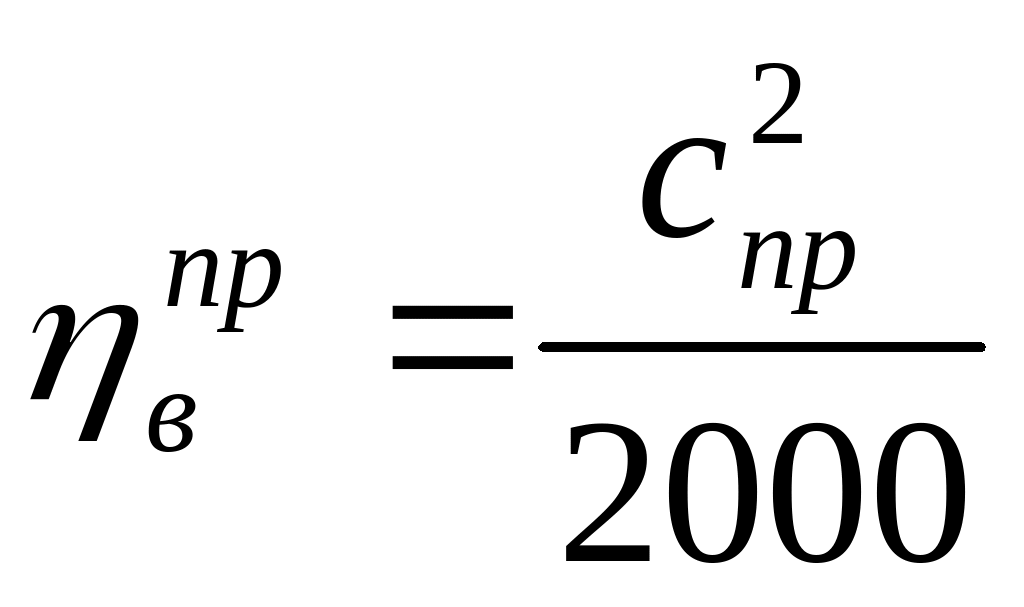 η_в^пр = c_пр^2 / 2000